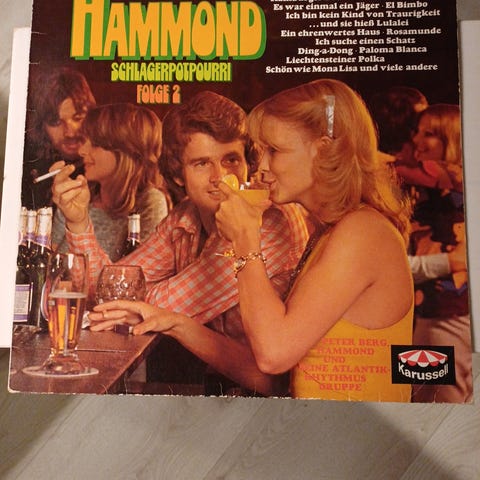 HAMMOND
SCHLAGERPOTPOURRI
FOLGE 2
Es war einmal ein Jäger · El Bimbo
Ich bin kein Kind von Traurigkeit
...und sie hieß Lulalei
Ein ehrenwertes Haus · Rosamunde
Ich suche einen Schatz
Ding-a-Dong · Paloma Blanca
Liechtensteiner Polka
Schön wie Mona Lisa und viele andere
PETER BERG
HAMMOND
UND
SEINE ATLANTIK-
RHYTHMUS
GRUPPE
Karussell